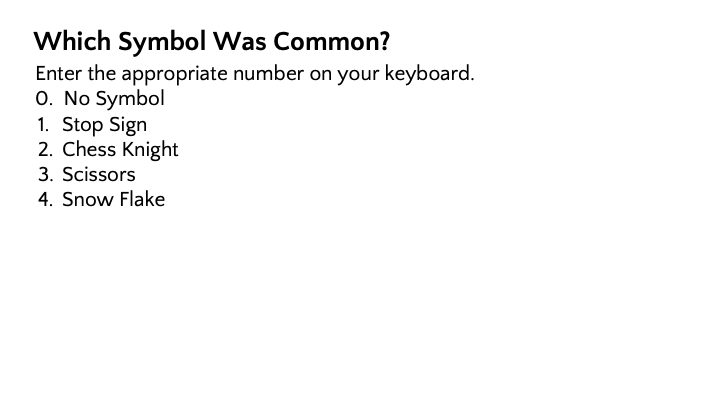 Which Symbol Was Common?
Enter the appropriate number on your keyboard.
0. No Symbol
1. Stop Sign
2. Chess Knight
3. Scissors
4. Snow Flake